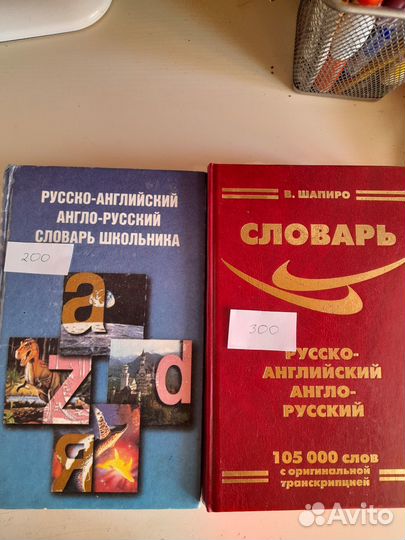 РУССКО-АНГЛИЙСКИЙ
АНГЛО-РУССКИЙ
СЛОВАРЬ ШКОЛЬНИКА
200
a
z
d
я
В. ШАПИРО
СЛОВАРЬ
300
РУССКО-
АНГЛИЙСКИЙ
АНГЛО-
РУССКИЙ
105 000 слов
с оригинальной
транскрипцией
Avito